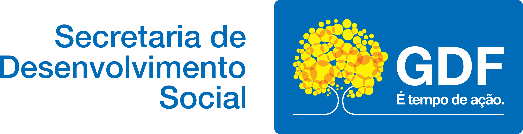 Secretaria de
Desenvolvimento
Social
GDF
É tempo de ação.